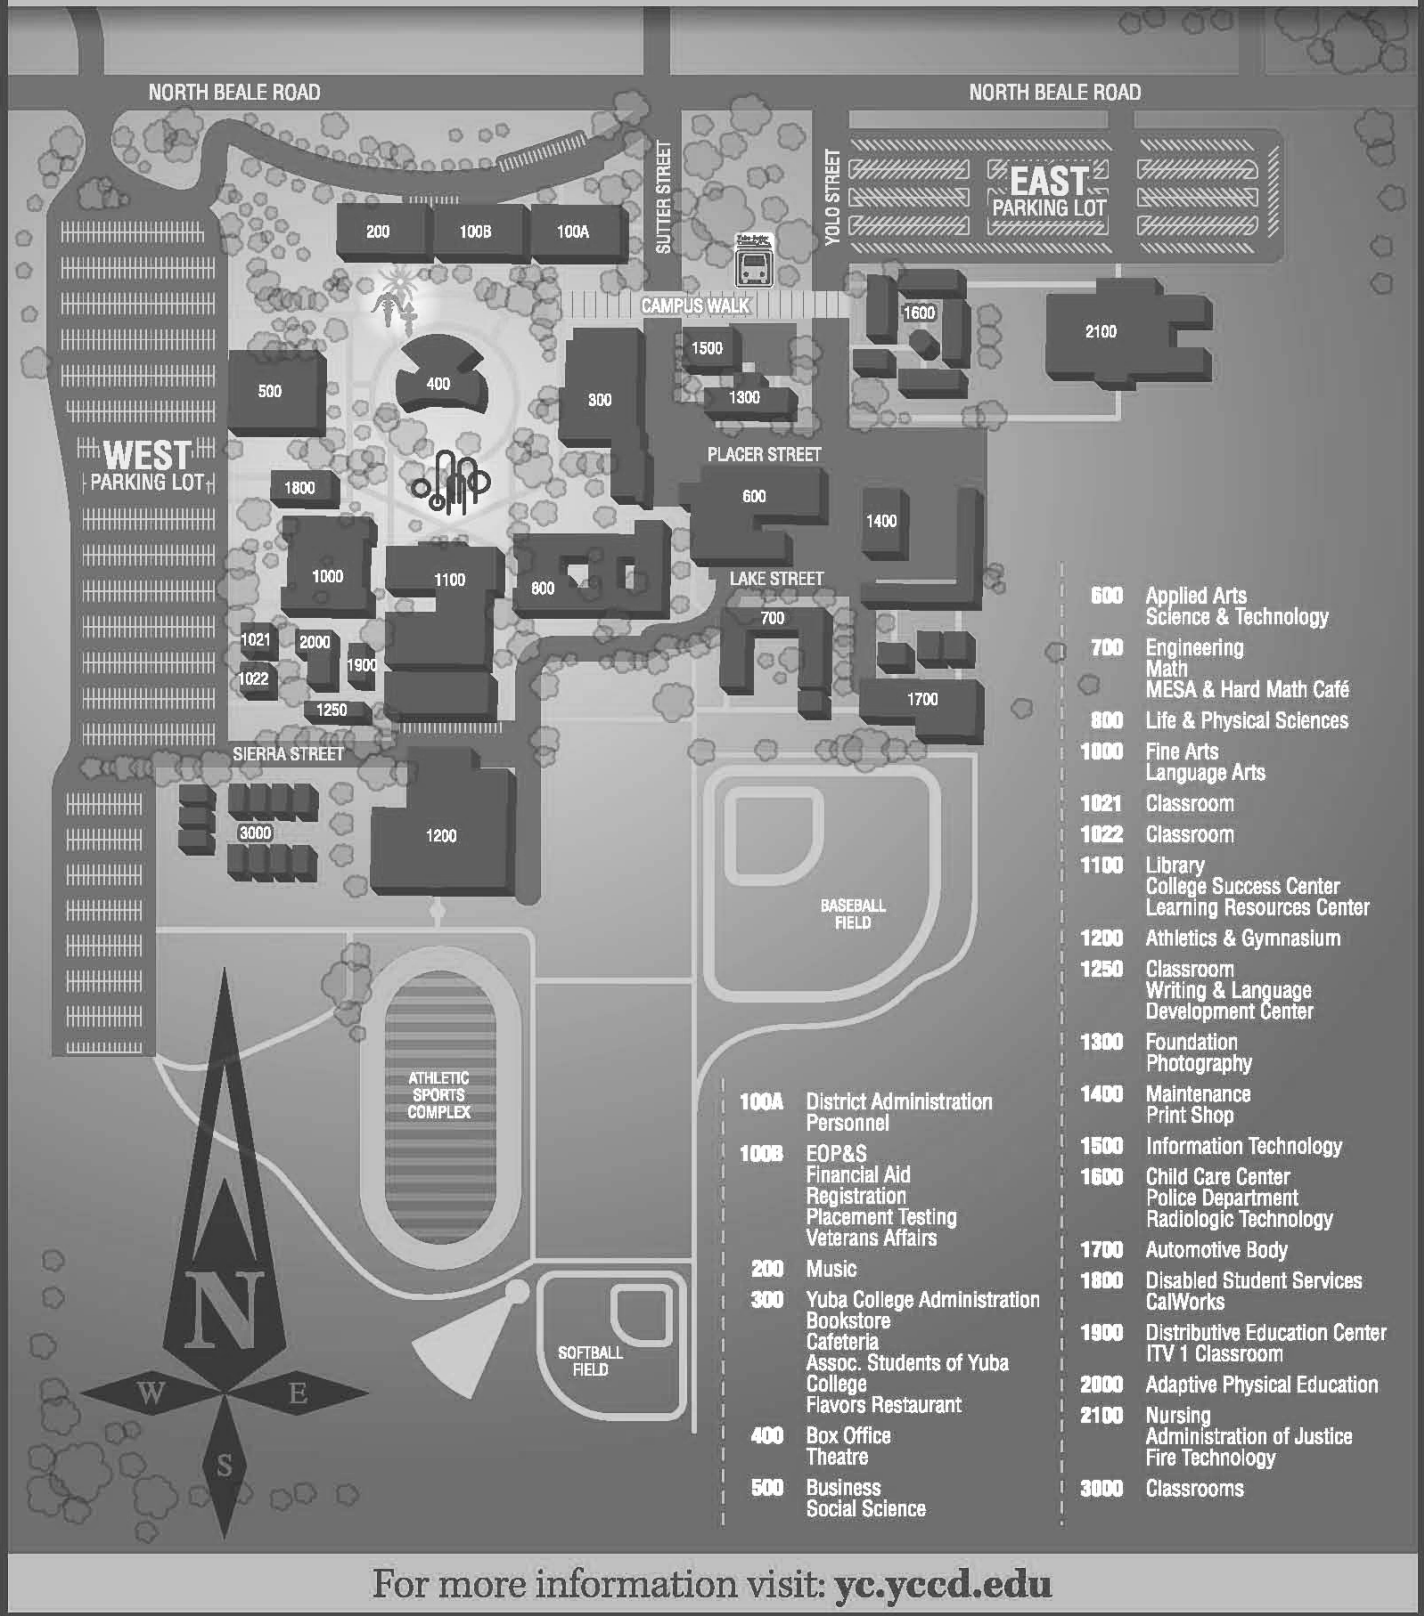 NORTH BEALE ROAD
NORTH BEALE ROAD
SUTTER STREET
YOLO STREET
EAST
PARKING LOT
200
100B
100A
CAMPUS WALK
1600
2100
1500
500
400
300
1300
WEST
PARKING LOT
PLACER STREET
1800
600
1400
1000
1100
800
LAKE STREET
700
1021
2000
1900
1022
1250
1700
SIERRA STREET
3000
1200
BASEBALL
FIELD
ATHLETIC
SPORTS
COMPLEX
SOFTBALL
FIELD
N
W
E
S
100A District Administration
Personnel
100B EOP&S
Financial Aid
Registration
Placement Testing
Veterans Affairs
200 Music
300 Yuba College Administration
Bookstore
Cafeteria
Assoc. Students of Yuba
College
Flavors Restaurant
400 Box Office
Theatre
500 Business
Social Science
600 Applied Arts
Science & Technology
700 Engineering
Math
MESA & Hard Math Café
800 Life & Physical Sciences
1000 Fine Arts
Language Arts
1021 Classroom
1022 Classroom
1100 Library
College Success Center
Learning Resources Center
1200 Athletics & Gymnasium
1250 Classroom
Writing & Language
Development Center
1300 Foundation
Photography
1400 Maintenance
Print Shop
1500 Information Technology
1600 Child Care Center
Police Department
Radiologic Technology
1700 Automotive Body
1800 Disabled Student Services
CalWorks
1900 Distributive Education Center
ITV 1 Classroom
2000 Adaptive Physical Education
2100 Nursing
Administration of Justice
Fire Technology
3000 Classrooms
For more information visit: yc.yccd.edu